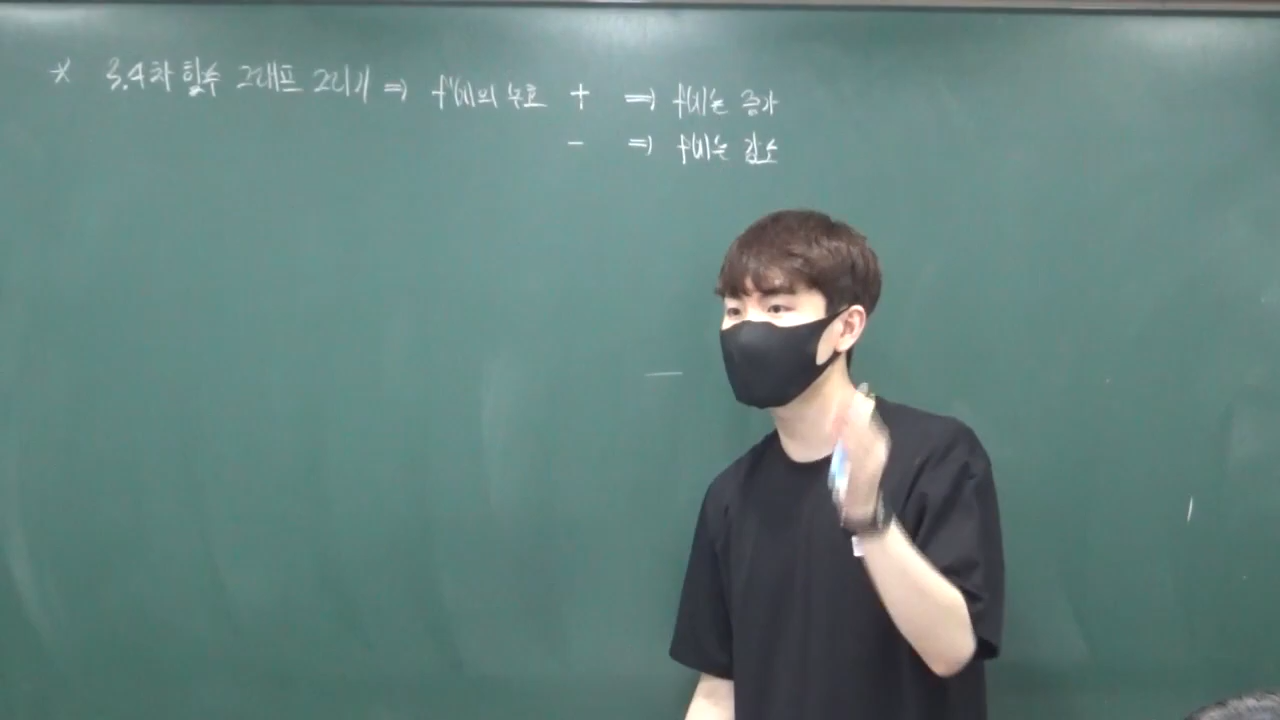 * 3,4차 함수 그래프 그리기 ⇒ f'(x)의 부호 + ⇒ f(x)는 증가
- ⇒ f(x)는 감소